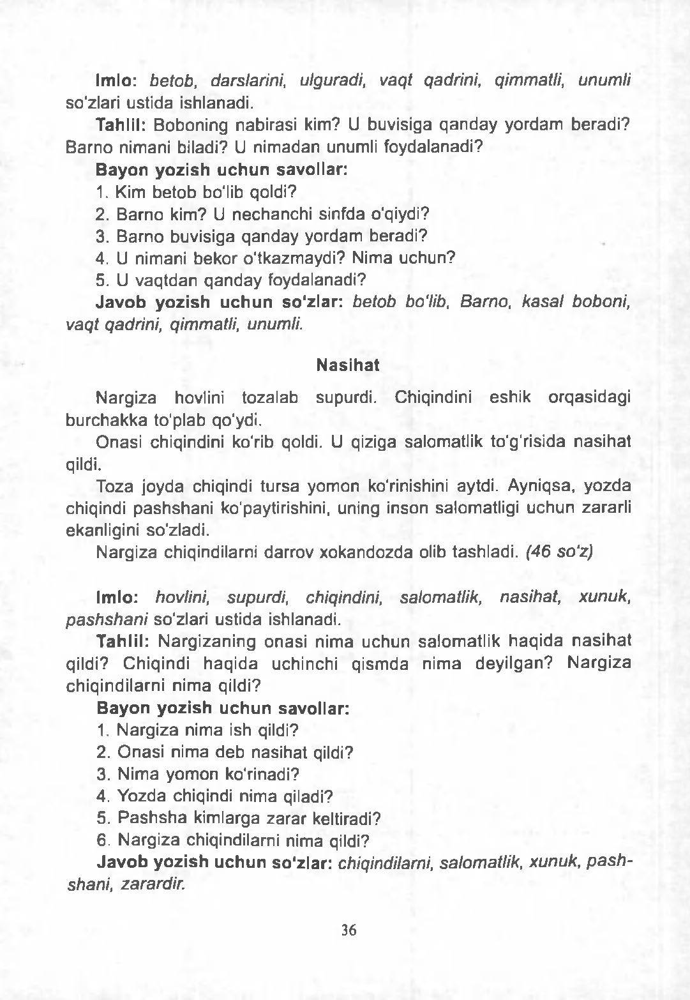 Imlo: betob, darslarini, ulguradi, vaqt qadrini, qimmatli, unumli
so'zlari ustida ishlanadi.
Tahlil: Boboning nabirasi kim? U buvisiga qanday yordam beradi?
Barno nimani biladi? U nimadan unumli foydalanadi?
Bayon yozish uchun savollar:
1. Kim betob bo'lib qoldi?
2. Barno kim? U nechanchi sinfda o'qiydi?
3. Barno buvisiga qanday yordam beradi?
4. U nimani bekor o'tkazmaydi? Nima uchun?
5. U vaqtdan qanday foydalanadi?
Javob yozish uchun so'zlar: betob bo'lib, Barno, kasal boboni,
vaqt qadrini, qimmatli, unumli.
Nasihat
Nargiza hovlini tozalab supurdi. Chiqindini eshik orqasidagi
burchakka to'plab qo'ydi.
Onasi chiqindini ko'rib qoldi. U qiziga salomatlik to'g'risida nasihat
qildi.
Toza joyda chiqindi tursa yomon ko'rinishini aytdi. Ayniqsa, yozda
chiqindi pashshani ko'paytirishini, uning inson salomatligi uchun zararli
ekanligini so'zladi.
Nargiza chiqindilarni darrov xokandozda olib tashladi. (46 so'z)
Imlo: hovlini, supurdi, chiqindini, salomatlik, nasihat, xunuk,
pashshani so'zlari ustida ishlanadi.
Tahlil: Nargizaning onasi nima uchun salomatlik haqida nasihat
qildi? Chiqindi haqida uchinchi qismda nima deyilgan? Nargiza
chiqindilarni nima qildi?
Bayon yozish uchun savollar:
1. Nargiza nima ish qildi?
2. Onasi nima deb nasihat qildi?
3. Nima yomon ko'rinadi?
4. Yozda chiqindi nima qiladi?
5. Pashsha kimlarga zarar keltiradi?
6. Nargiza chiqindilarni nima qildi?
Javob yozish uchun so'zlar: chiqindilarni, salomatlik, xunuk, pash-
shani, zarardir.
36